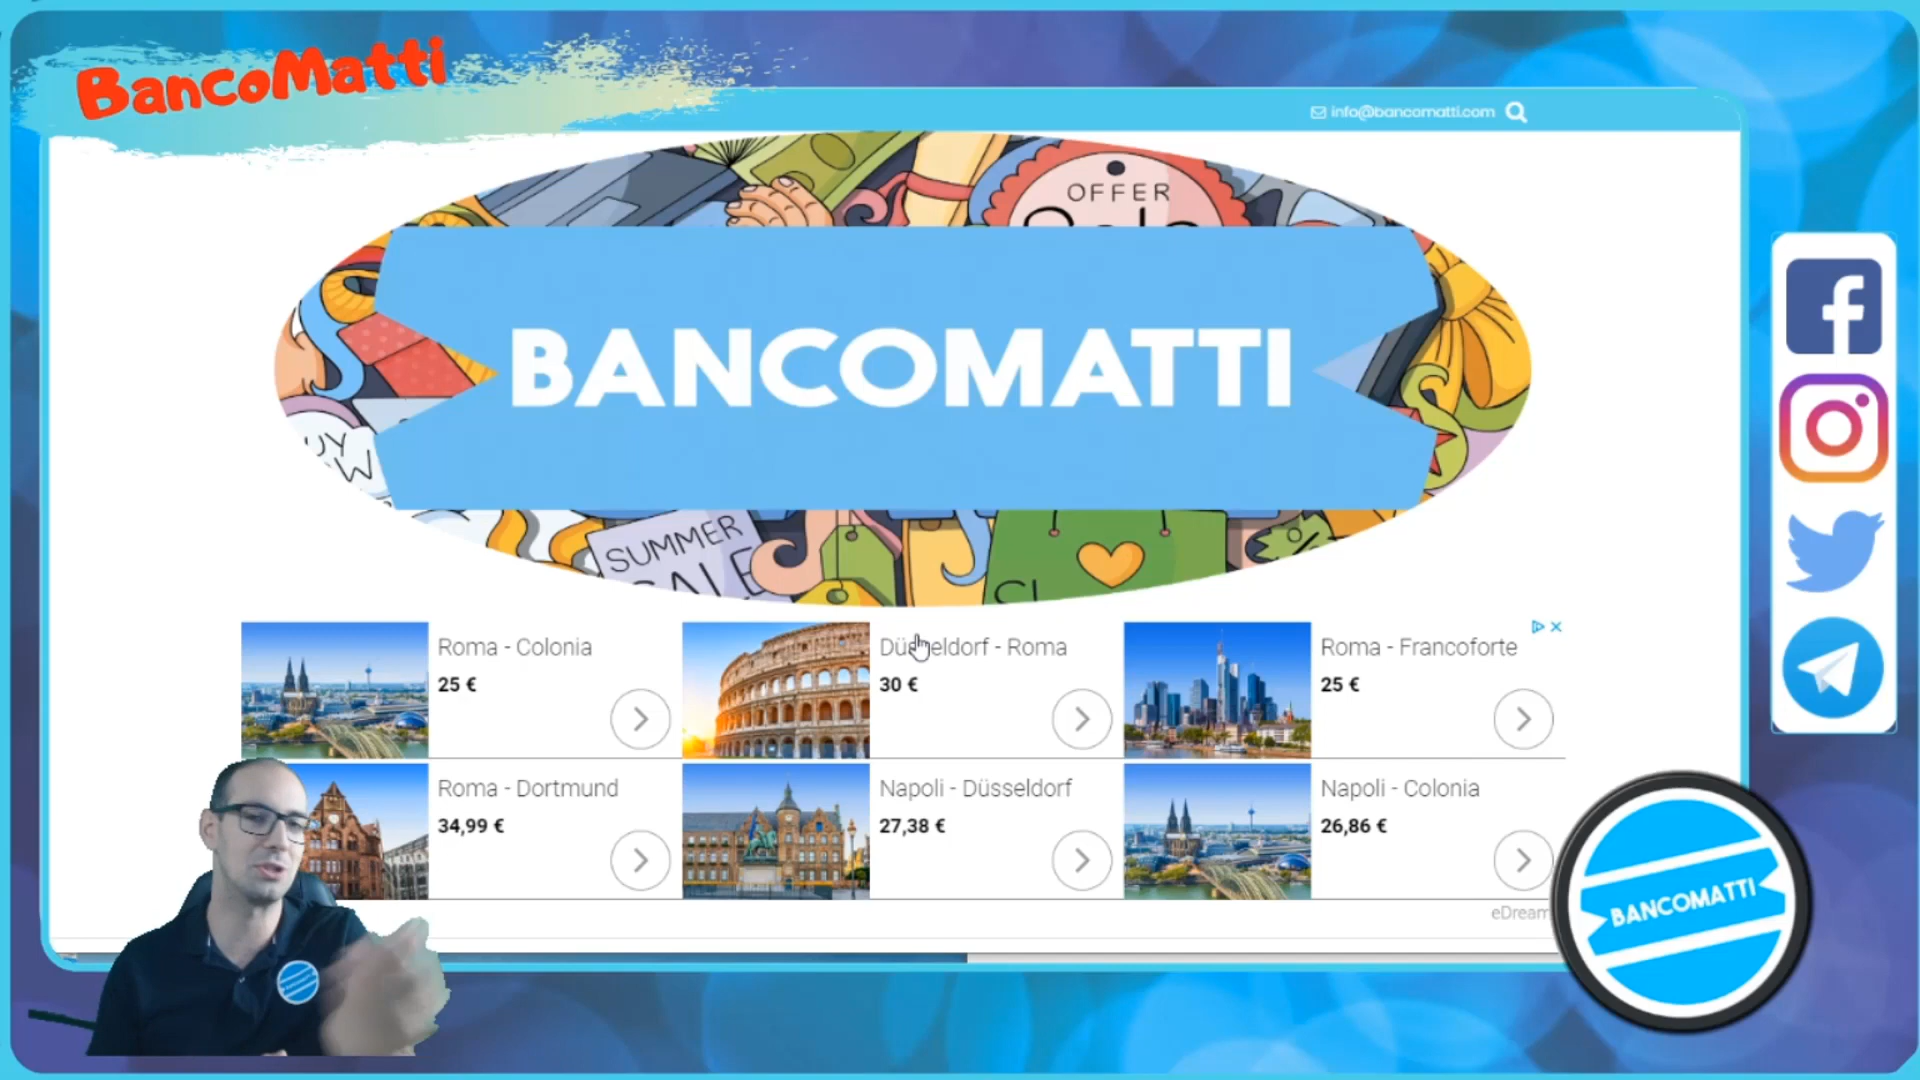 BancoMatti
info@bancomatti.com
OFFER
BANCOMATTI
SUMMER
SALE
Roma - Colonia
25 €
Düsseldorf - Roma
30 €
Roma - Francoforte
25 €
Roma - Dortmund
34,99 €
Napoli - Düsseldorf
27,38 €
Napoli - Colonia
26,86 €
eDream
BANCOMATTI